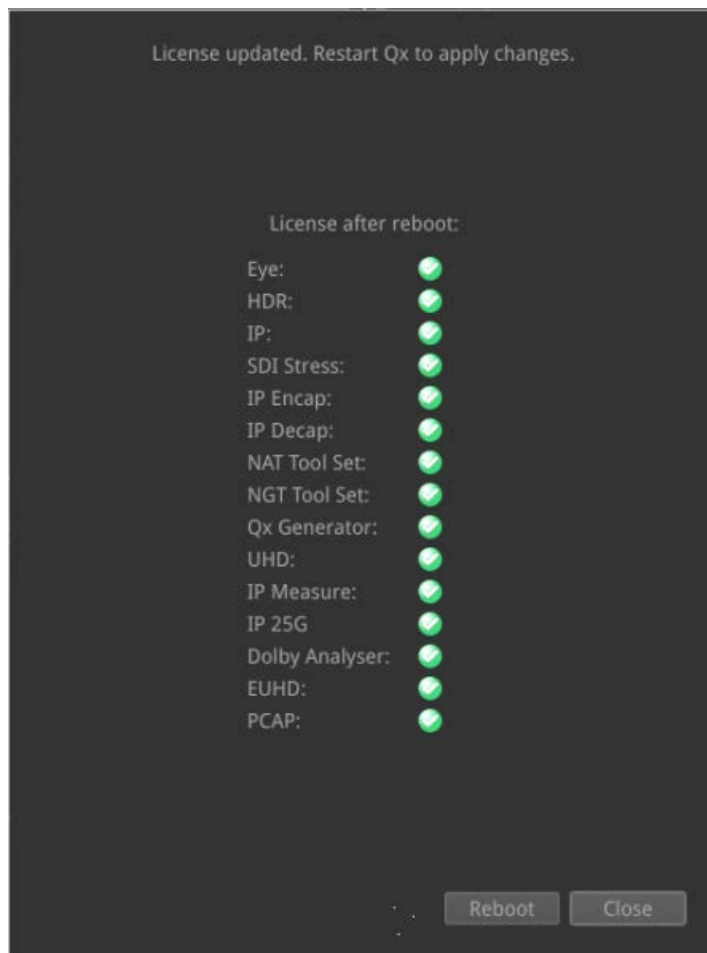 License updated. Restart Qx to apply changes.
License after reboot:
Eye:
HDR:
IP:
SDI Stress:
IP Encap:
IP Decap:
NAT Tool Set:
NGT Tool Set:
Qx Generator:
UHD:
IP Measure:
IP 25G
Dolby Analyser:
EUHD:
PCAP:
Reboot Close